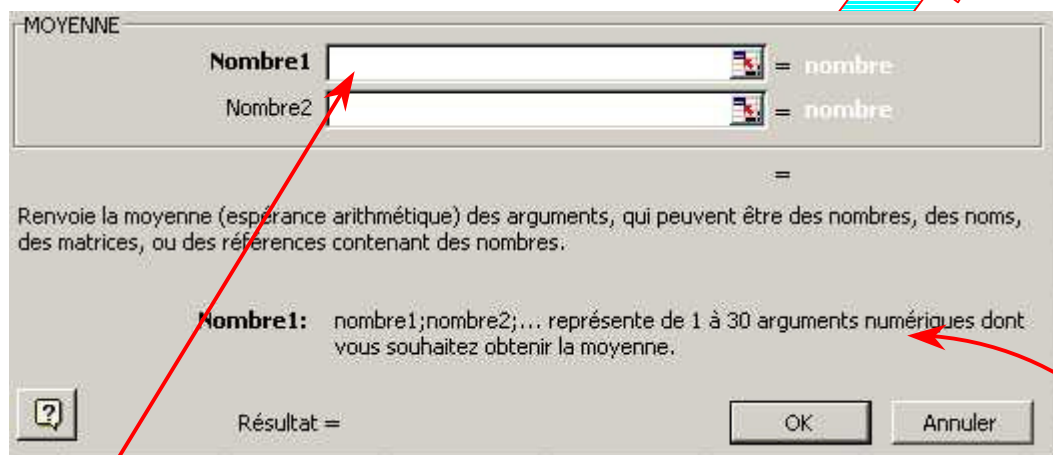 MOYENNE
Nombre1 = nombre
Nombre2 = nombre
=
Renvoie la moyenne (espérance arithmétique) des arguments, qui peuvent être des nombres, des noms,
des matrices, ou des références contenant des nombres.
Nombre1: nombre1;nombre2;... représente de 1 à 30 arguments numériques dont
vous souhaitez obtenir la moyenne.
? Résultat = OK Annuler